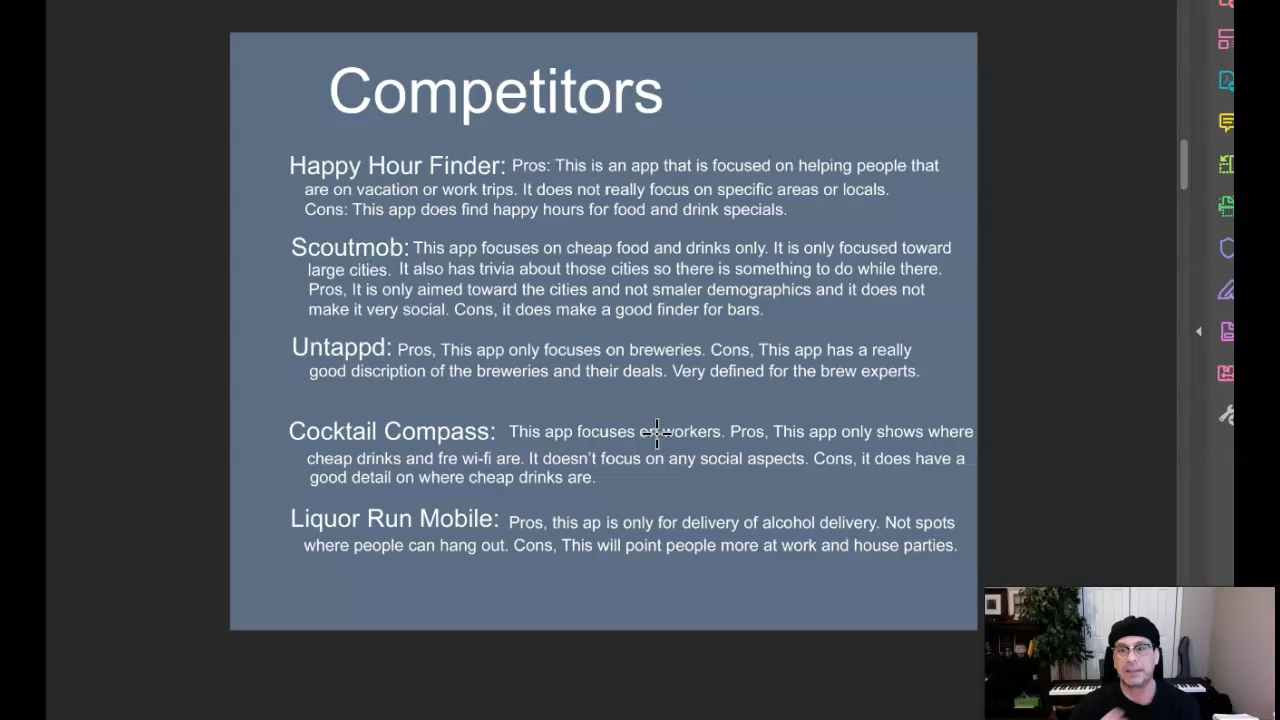 Competitors
Happy Hour Finder: Pros: This is an app that is focused on helping people that
are on vacation or work trips. It does not really focus on specific areas or locals.
Cons: This app does find happy hours for food and drink specials.
Scoutmob: This app focuses on cheap food and drinks only. It is only focused toward
large cities. It also has trivia about those cities so there is something to do while there.
Pros, It is only aimed toward the cities and not smaler demographics and it does not
make it very social. Cons, it does make a good finder for bars.
Untappd: Pros, This app only focuses on breweries. Cons, This app has a really
good discription of the breweries and their deals. Very defined for the brew experts.
Cocktail Compass: This app focuses workers. Pros, This app only shows where
cheap drinks and fre wi-fi are. It doesn't focus on any social aspects. Cons, it does have a
good detail on where cheap drinks are.
Liquor Run Mobile: Pros, this ap is only for delivery of alcohol delivery. Not spots
where people can hang out. Cons, This will point people more at work and house parties.